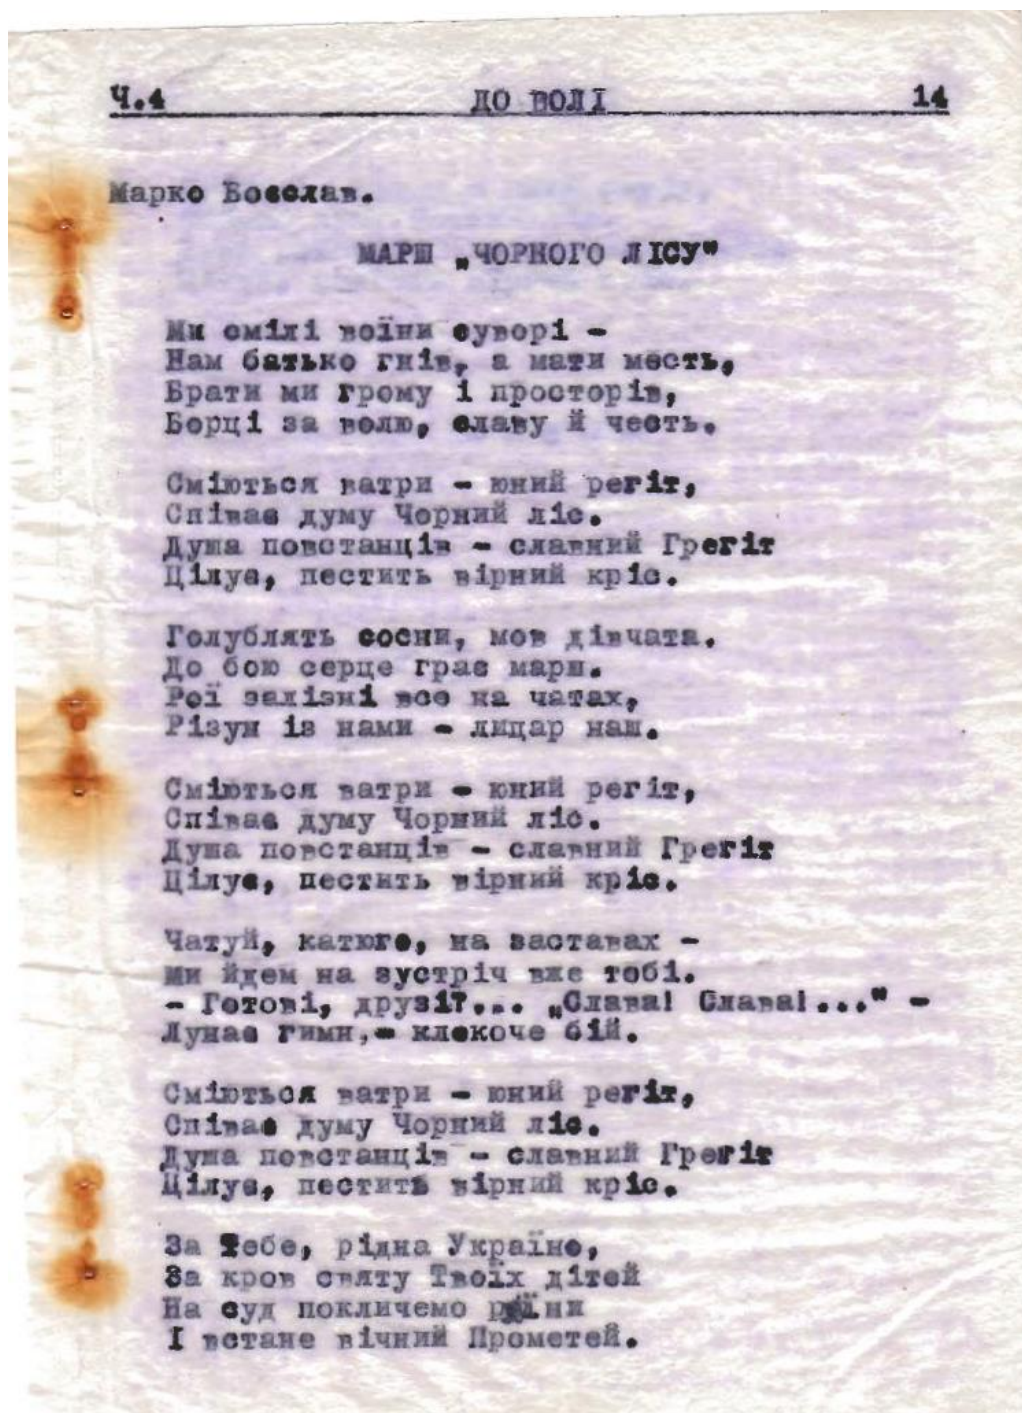 Ч.4 ДО ВОЛІ 14
Марко Боеслав.
МАРШ „ЧОРНОГО ЛІСУ"
Ми смілі воїни суворі -
Нам батько гнів, а мати месть,
Брати ми грому і просторів,
Борці за волю, славу й честь.
Сміються ватри - юний регіт,
Співає думу Чорний ліс.
Душа повстанців - славний Грегіт
Цілує, пестить вірний кріс.
Голублять сосни, мов дівчата.
До бою серце грає марш.
Рої залізні все на чатах,
Різун із нами - лицар наш.
Сміються ватри - юний регіт,
Співає думу Чорний ліс.
Душа повстанців - славний Грегіт
Цілує, пестить вірний кріс.
Чатуй, катюго, на заставах -
Ми йдем на зустріч вже тобі.
- Готові, друзі?... „Слава! Слава!..." -
Лунає гимн,- клекоче бій.
Сміються ватри - юний регіт,
Співає думу Чорний ліс.
Душа повстанців - славний Грегіт
Цілує, пестить вірний кріс.
За Тебе, рідна Україно,
За кров святу Твоїх дітей
На суд покличемо руїни
І встане вічний Прометей.